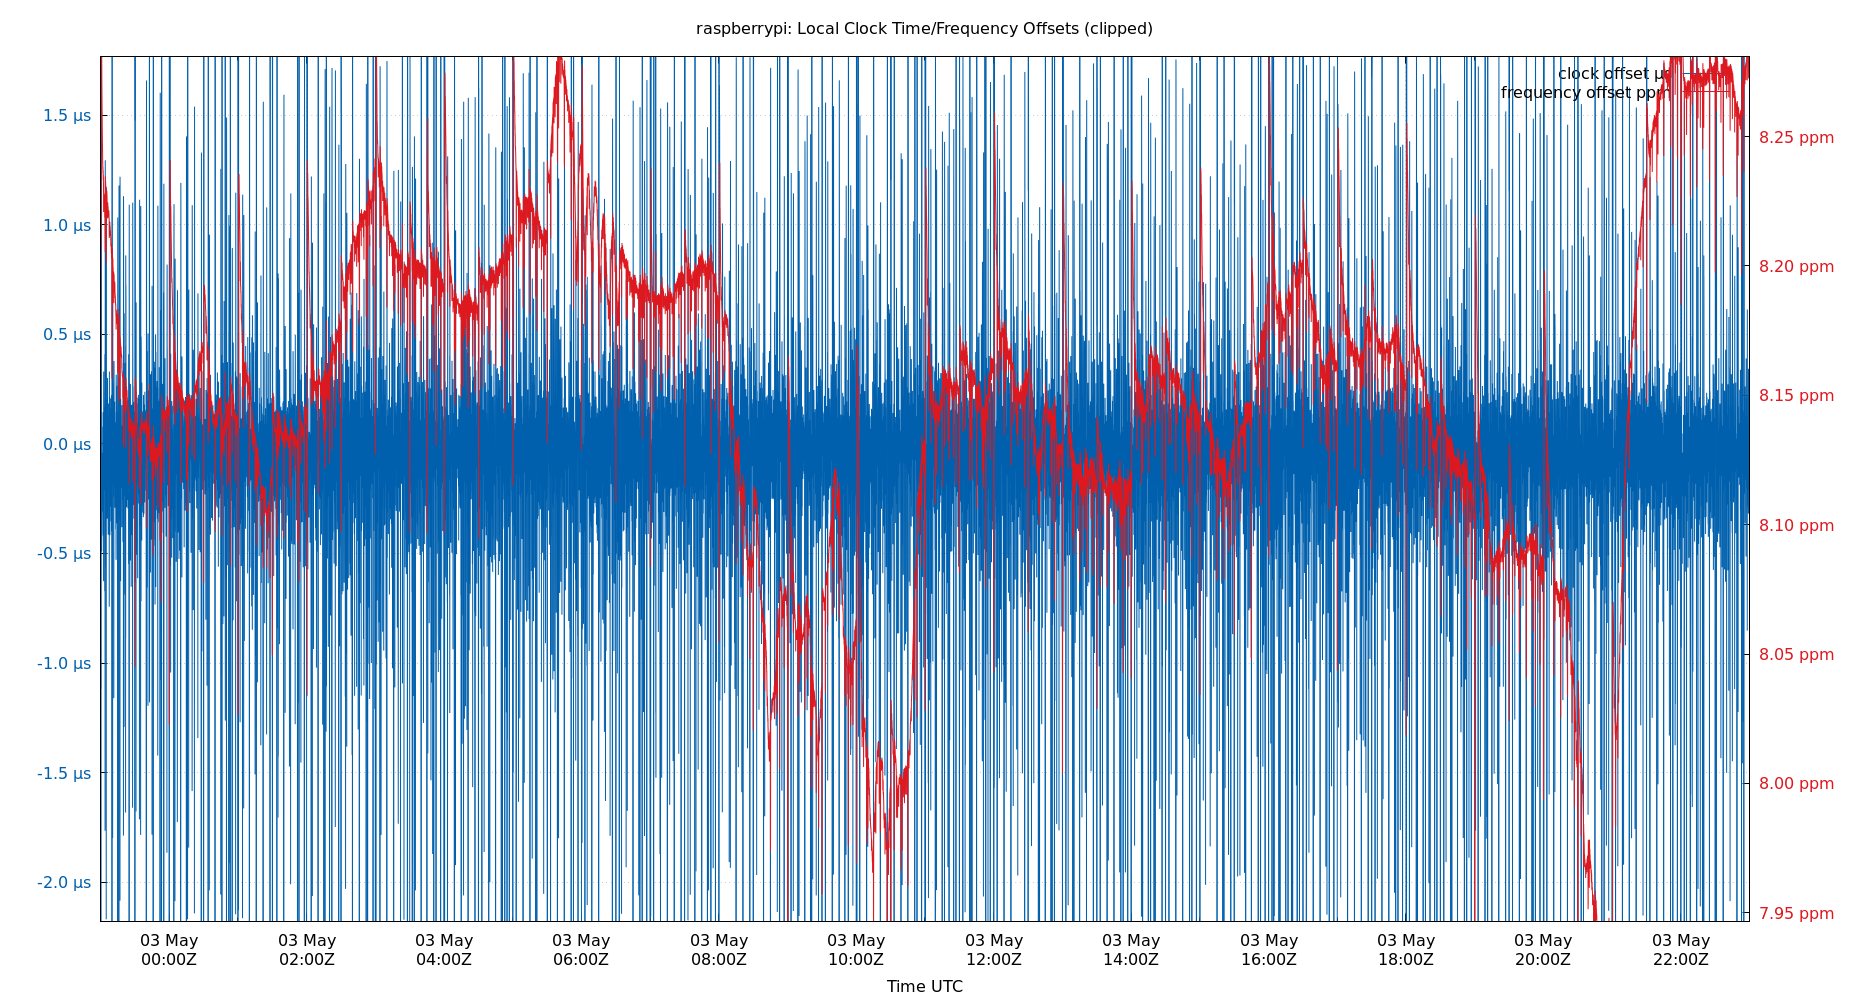 raspberrypi: Local Clock Time/Frequency Offsets (clipped)
clock offset µs
frequency offset ppm
1.5 µs
1.0 µs
0.5 µs
0.0 µs
-0.5 µs
-1.0 µs
-1.5 µs
-2.0 µs
8.25 ppm
8.20 ppm
8.15 ppm
8.10 ppm
8.05 ppm
8.00 ppm
7.95 ppm
03 May 03 May 03 May 03 May 03 May 03 May 03 May 03 May 03 May 03 May 03 May 03 May
00:00Z 02:00Z 04:00Z 06:00Z 08:00Z 10:00Z 12:00Z 14:00Z 16:00Z 18:00Z 20:00Z 22:00Z
Time UTC